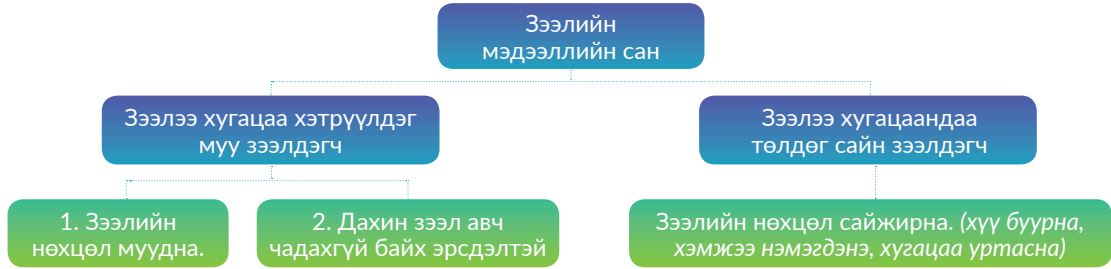 Зээлийн
мэдээллийн сан
Зээлээ хугацаа хэтрүүлдэг
муу зээлдэгч
Зээлээ хугацаандаа
төлдөг сайн зээлдэгч
1. Зээлийн
нөхцөл муудна.
2. Дахин зээл авч
чадахгүй байх эрсдэлтэй
Зээлийн нөхцөл сайжирна. (хүү буурна,
хэмжээ нэмэгдэнэ, хугацаа уртасна)